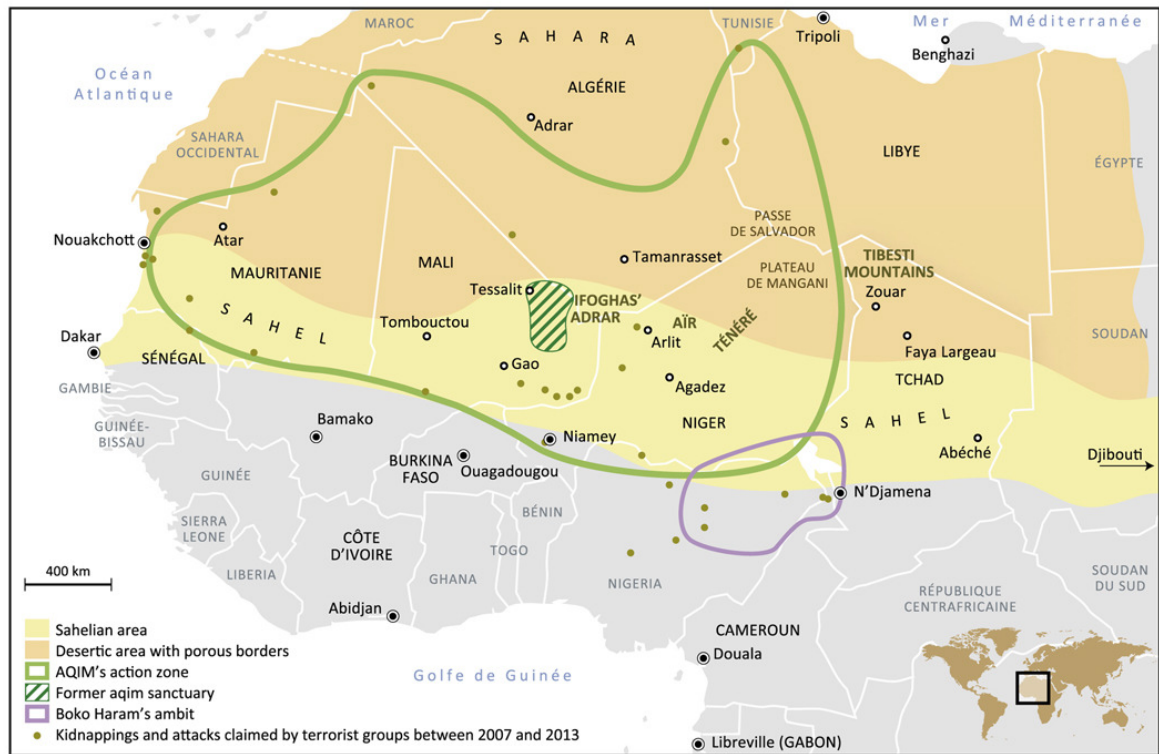 MAROC
TUNISIE
Tripoli
Mer Méditerranée
Benghazi
SAHARA
Océan
Atlantique
ALGÉRIE
Adrar
SAHARA
OCCIDENTAL
LIBYE
ÉGYPTE
Nouakchott
Atar
PASSE
DE SALVADOR
MAURITANIE
MALI
Tamanrasset
TIBESTI
MOUNTAINS
PLATEAU
DE MANGANI
Tessalit
IFOGHAS'
ADRAR
Zouar
SAHEL
Tombouctou
AÏR
TÉNÉRÉ
Arlit
SOUDAN
Dakar
SÉNÉGAL
Faya Largeau
Gao
Agadez
TCHAD
GAMBIE
GUINÉE-
BISSAU
Bamako
Niamey
NIGER
SAHEL
Abéché
Djibouti
BURKINA
FASO
Ouagadougou
GUINÉE
N'Djamena
SIERRA
LEONE
CÔTE
D'IVOIRE
BÉNIN
TOGO
GHANA
NIGERIA
LIBERIA
400 km
SOUDAN
DU SUD
RÉPUBLIQUE
CENTRAFRICAINE
Abidjan
CAMEROUN
Douala
Golfe de Guinée
Libreville (GABON)
Sahelian area
Desertic area with porous borders
AQIM's action zone
Former aqim sanctuary
Boko Haram's ambit
Kidnappings and attacks claimed by terrorist groups between 2007 and 2013